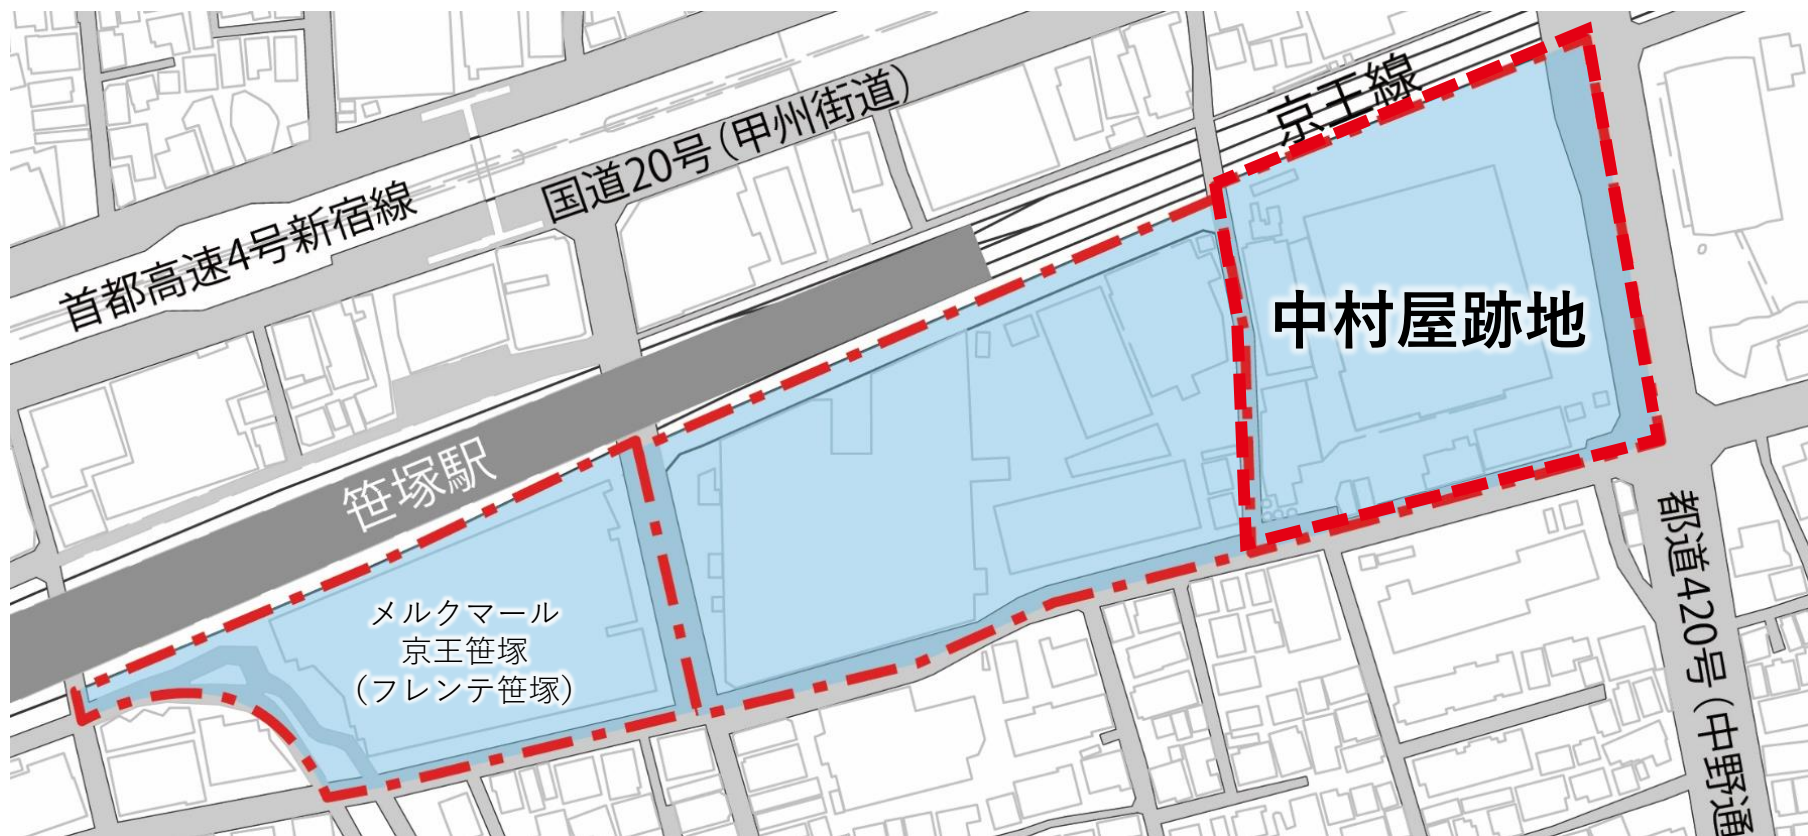 京王線
国道20号（甲州街道）
首都高速4号新宿線
中村屋跡地
笹塚駅
メルクマール
京王笹塚
（フレンテ笹塚）
都道420号（中野通